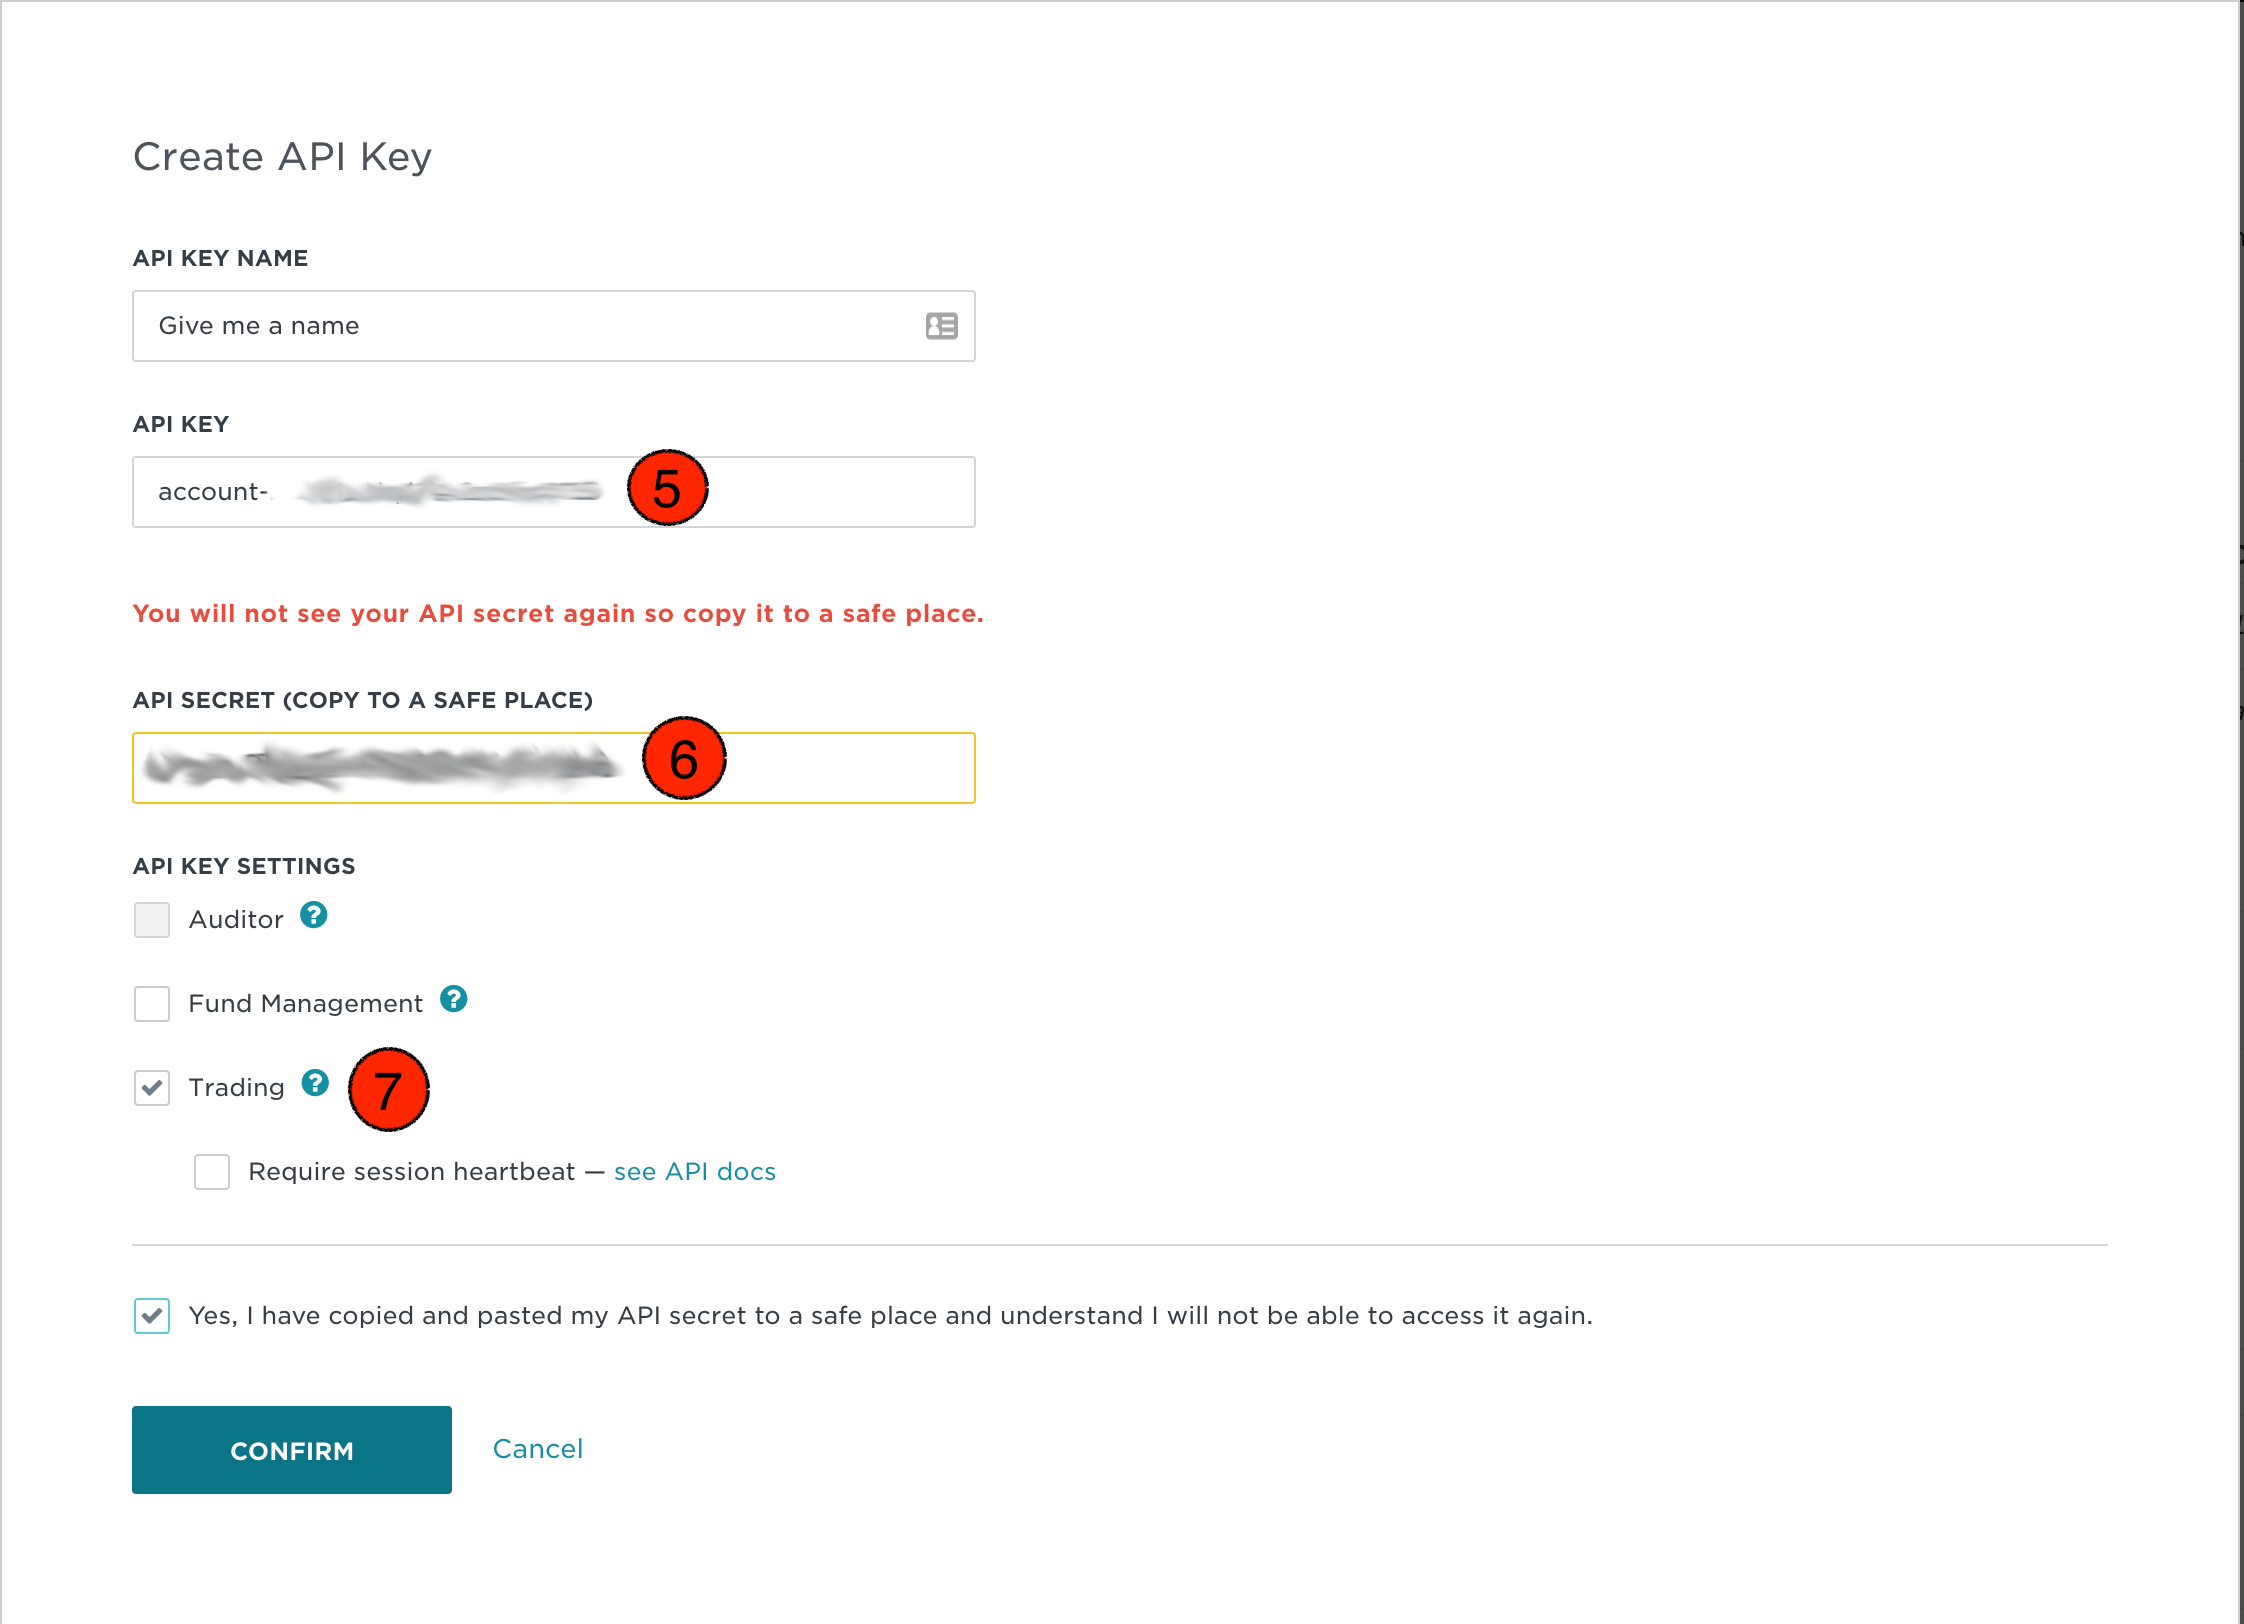 Create API Key
API KEY NAME
Give me a name
API KEY
account-
5
You will not see your API secret again so copy it to a safe place.
API SECRET (COPY TO A SAFE PLACE)
6
API KEY SETTINGS
Auditor ?
Fund Management ?
Trading ? 7
Require session heartbeat — see API docs
Yes, I have copied and pasted my API secret to a safe place and understand I will not be able to access it again.
CONFIRM Cancel